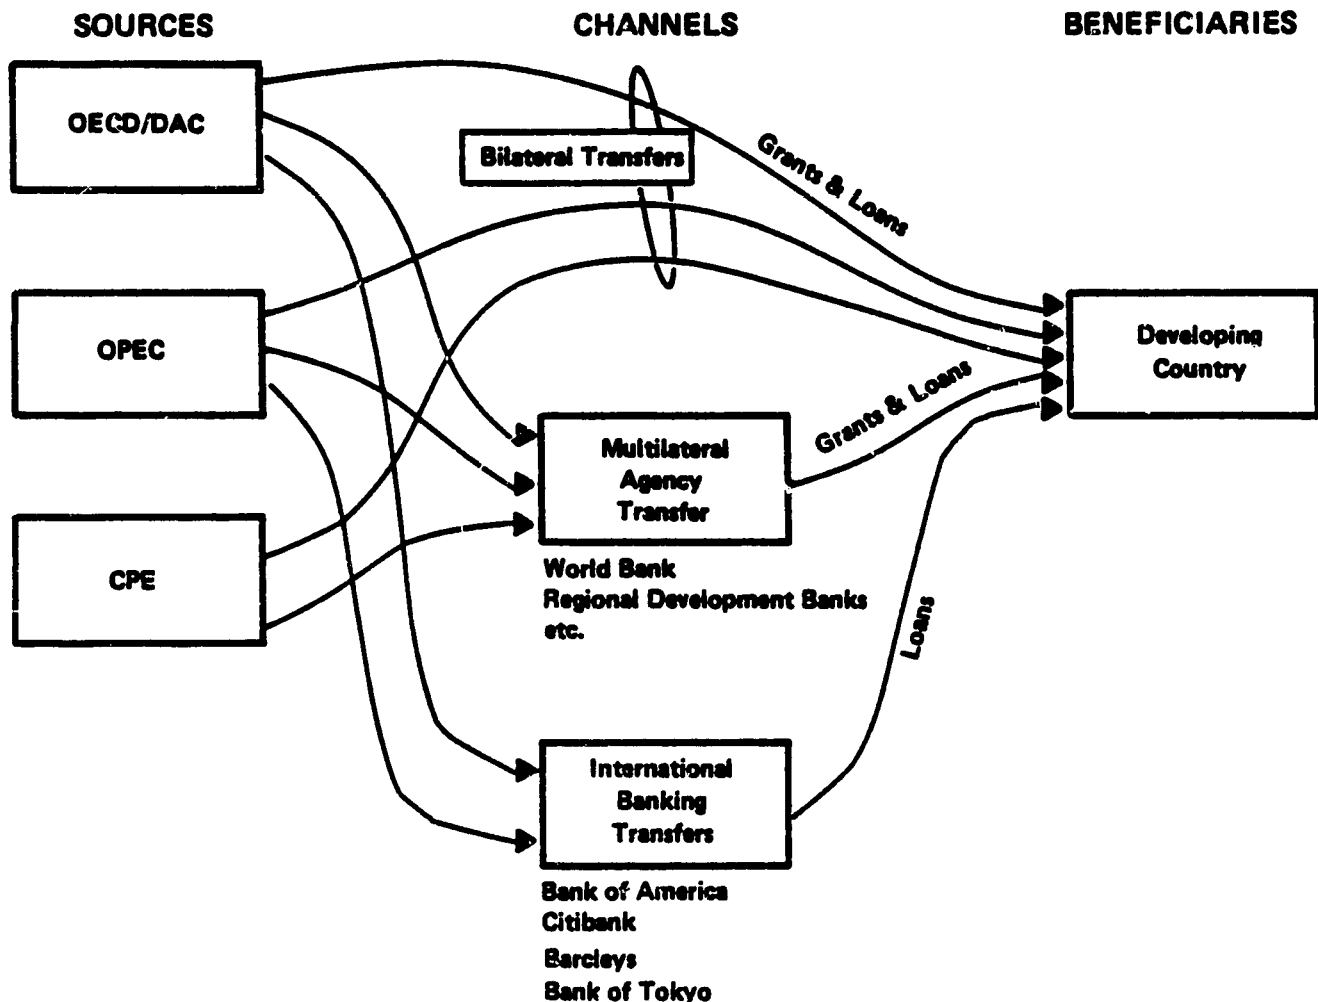 SOURCES
CHANNELS
BENEFICIARIES
OECD/DAC
Bilateral Transfers
Grants & Loans
OPEC
Developing
Country
Grants & Loans
Multilateral
Agency
Transfer
CPE
World Bank
Regional Development Banks
etc.
Loans
International
Banking
Transfers
Bank of America
Citibank
Barcleys
Bank of Tokyo